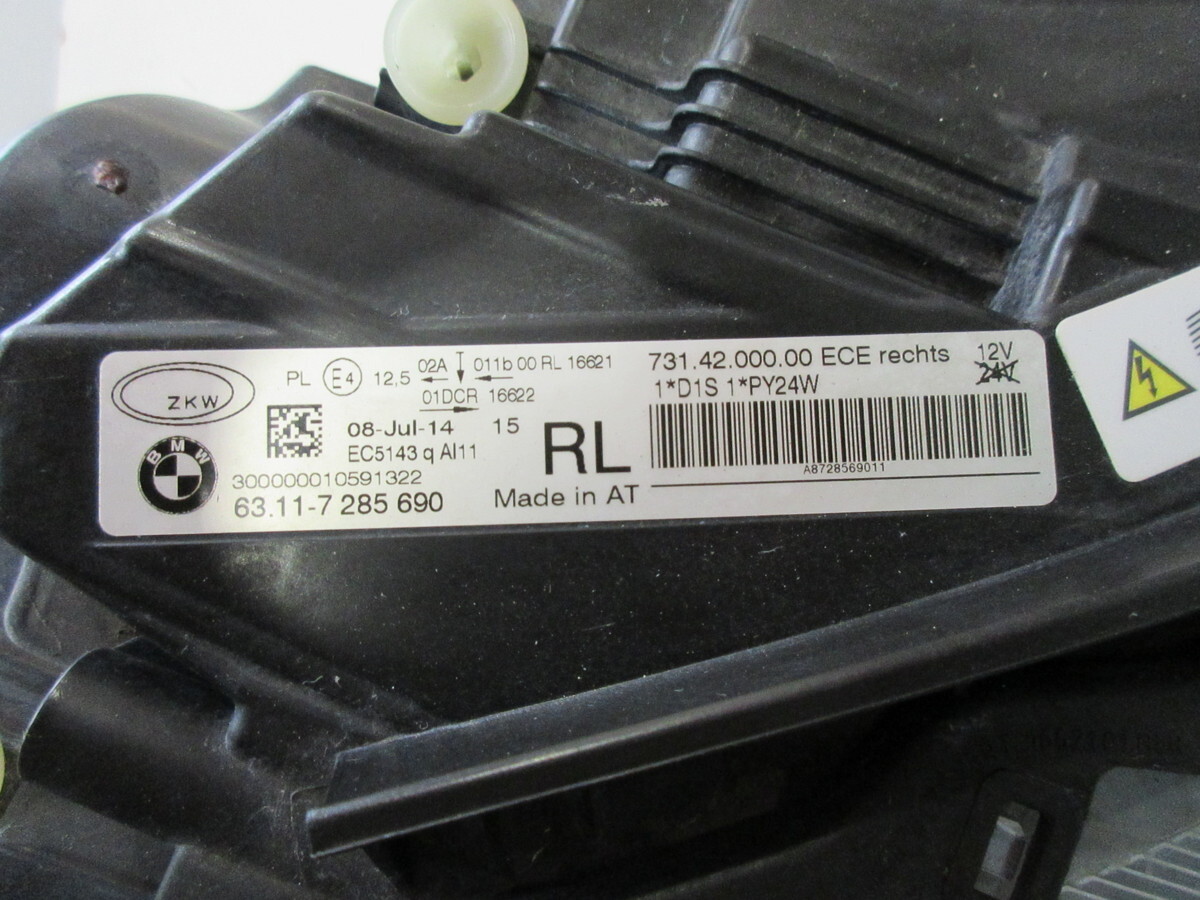 ZKW
PL E4 12,5 02A 011b 00 RL 16621
01DCR 16622
08-Jul-14 15
EC5143 q AI11
BMW
300000010591322
63.11-7 285 690
RL
Made in AT
731.42.000.00 ECE rechts
12V
24V
1*D1S 1*PY24W
A8728569011